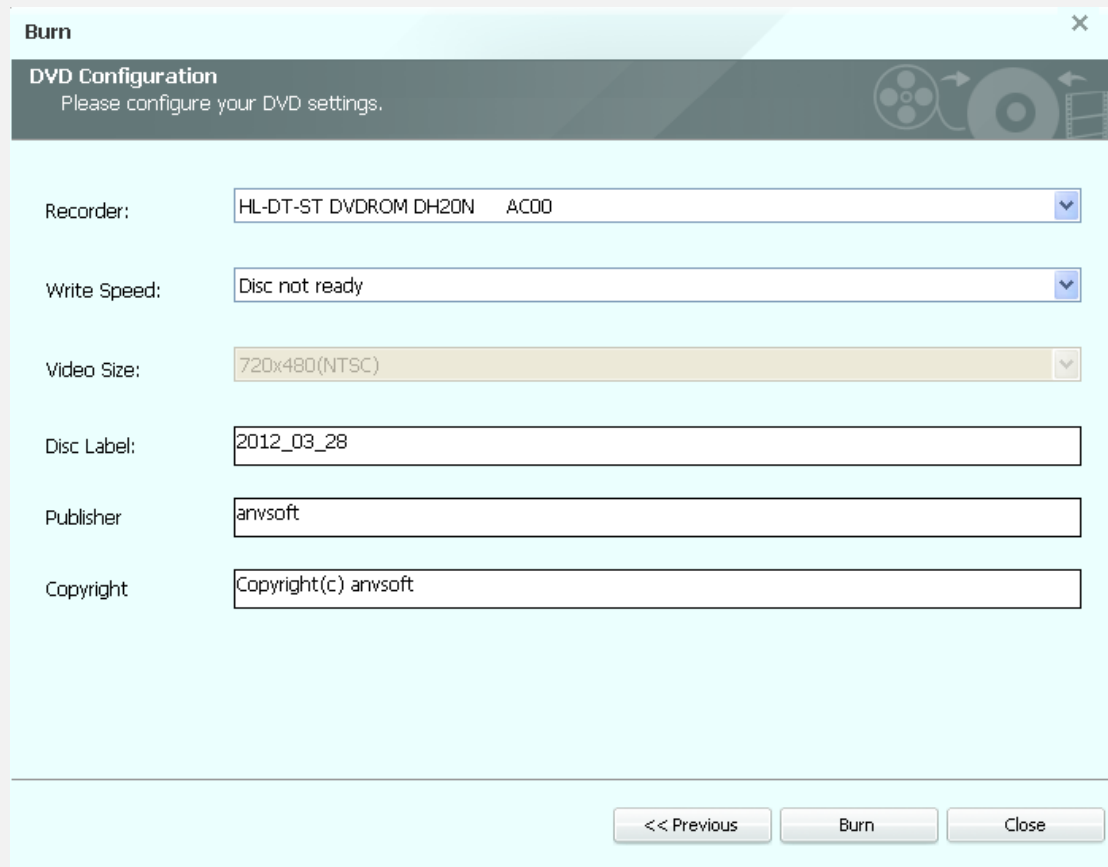 Burn
DVD Configuration
Please configure your DVD settings.
Recorder: HL-DT-ST DVDROM DH20N AC00
Write Speed: Disc not ready
Video Size: 720x480(NTSC)
Disc Label: 2012_03_28
Publisher anvsoft
Copyright Copyright(c) anvsoft
<< Previous Burn Close